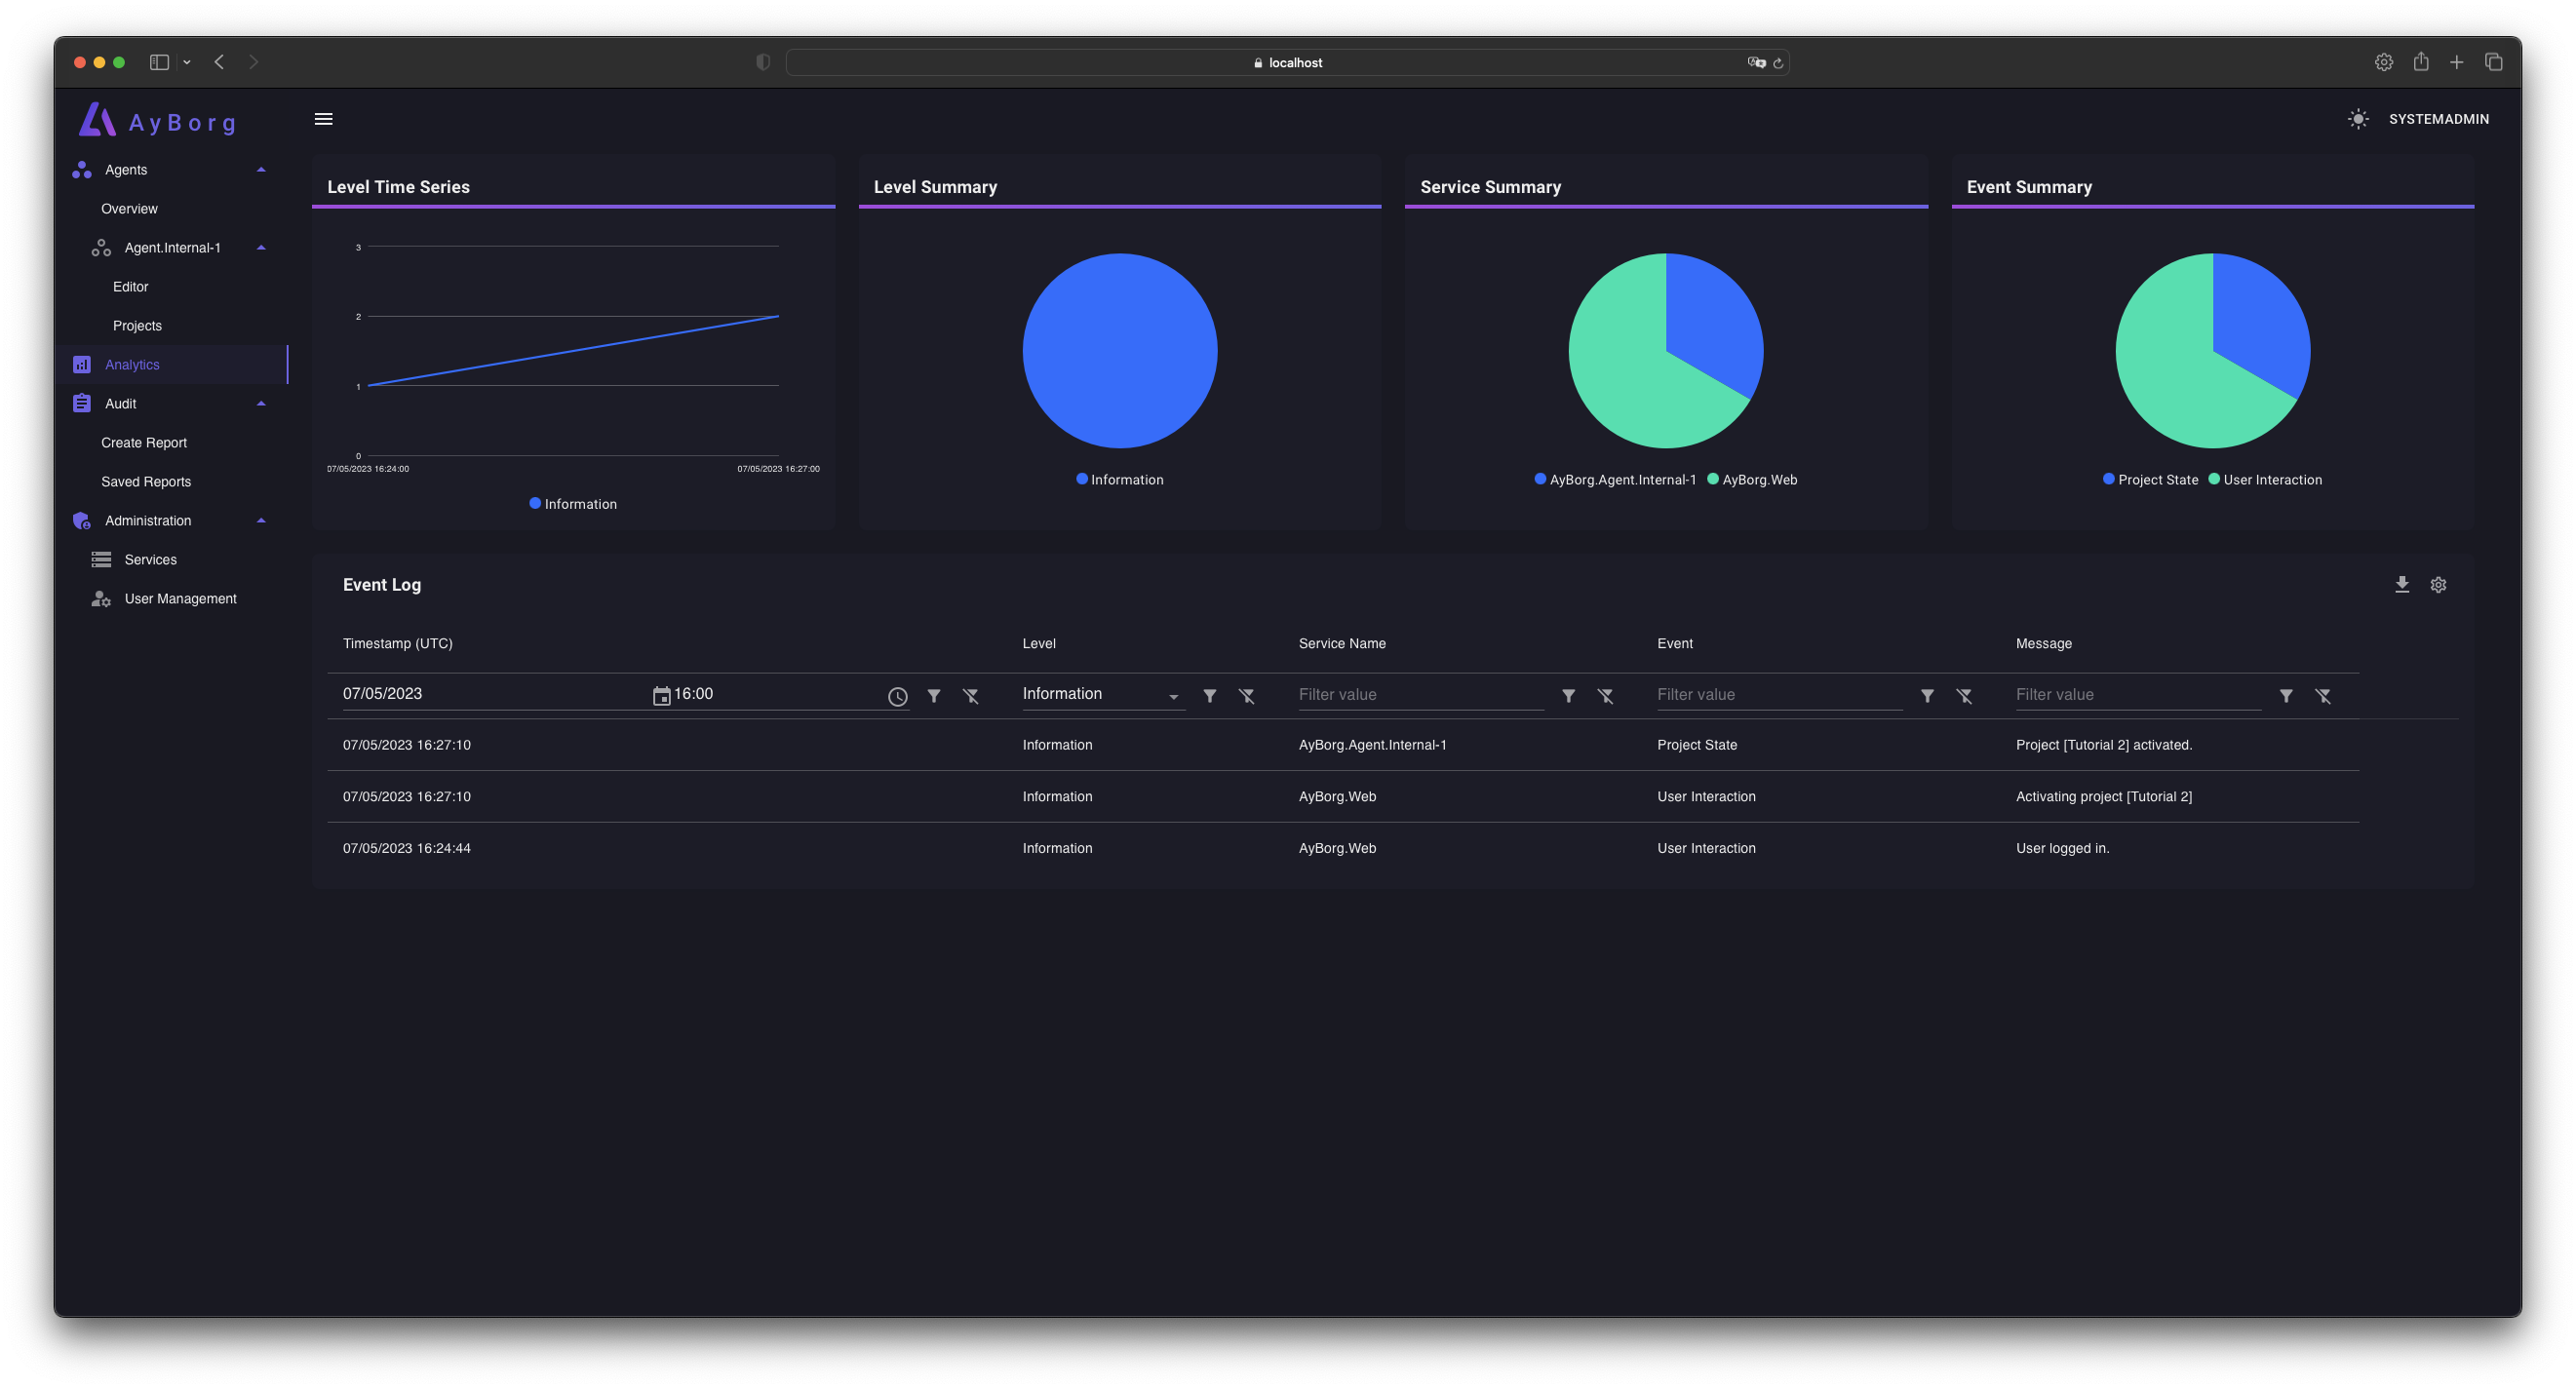 localhost
AyBorg
SYSTEMADMIN
Agents
Overview
Agent.Internal-1
Editor
Projects
Analytics
Audit
Create Report
Saved Reports
Administration
Services
User Management
Level Time Series
3
2
1
0
07/05/2023 16:24:00 07/05/2023 16:27:00
Information
Level Summary
Information
Service Summary
AyBorg.Agent.Internal-1 AyBorg.Web
Event Summary
Project State User Interaction
Event Log
Timestamp (UTC) Level Service Name Event Message
07/05/2023 16:00 Information Filter value Filter value Filter value
07/05/2023 16:27:10 Information AyBorg.Agent.Internal-1 Project State Project [Tutorial 2] activated.
07/05/2023 16:27:10 Information AyBorg.Web User Interaction Activating project [Tutorial 2]
07/05/2023 16:24:44 Information AyBorg.Web User Interaction User logged in.